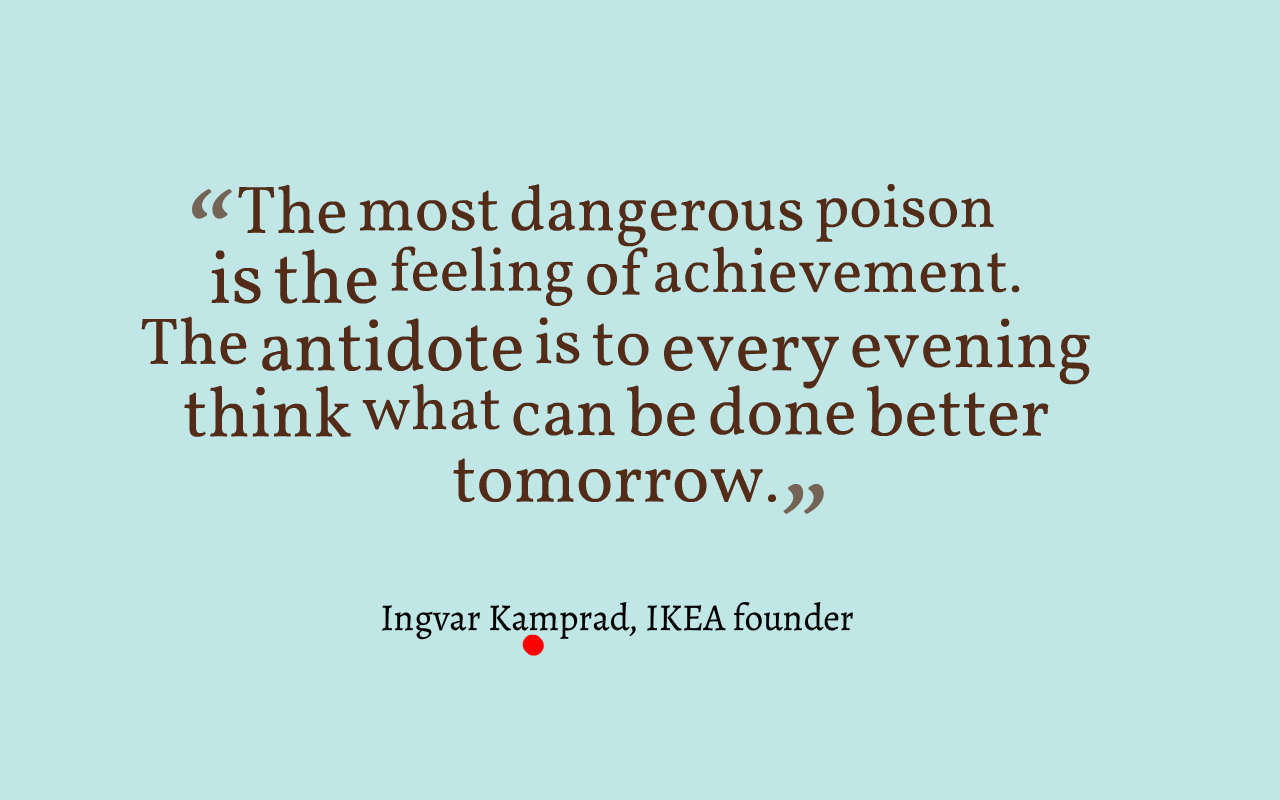 “The most dangerous poison
is the feeling of achievement.
The antidote is to every evening
think what can be done better
tomorrow.”
Ingvar Kamprad, IKEA founder